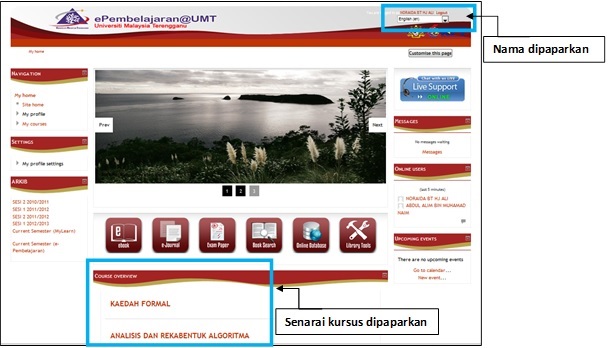 ePembelajaran@UMT
Universiti Malaysia Terengganu
NORAIDA BT HJ ALI Logout
English (en)
My home
Customise this page
Nama dipaparkan
NAVIGATION
My home
Site home
My profile
My courses
SETTINGS
My profile settings
ARKIB
SESI 2 2010/2011
SESI 1 2011/2012
SESI 2 2011/2012
SESI 1 2012/2013
Current Semester (MyLearn)
Current Semester (e-
Pembelajaran)
Prev
Next
1 2 3
ebook
e-Journal
Exam Paper
Book Search
Online Database
Library Tools
COURSE OVERVIEW
KAEDAH FORMAL
ANALISIS DAN REKABENTUK ALGORITMA
Senarai kursus dipaparkan
Chat with an LIVE
Live Support
ONLINE
MESSAGES
No messages waiting
Messages
ONLINE USERS
(last 5 minutes)
NORAIDA BT HJ ALI
ABDUL ALIM BIN MUHAMAD
UPCOMING EVENTS
There are no upcoming events
Go to calendar...
New event...